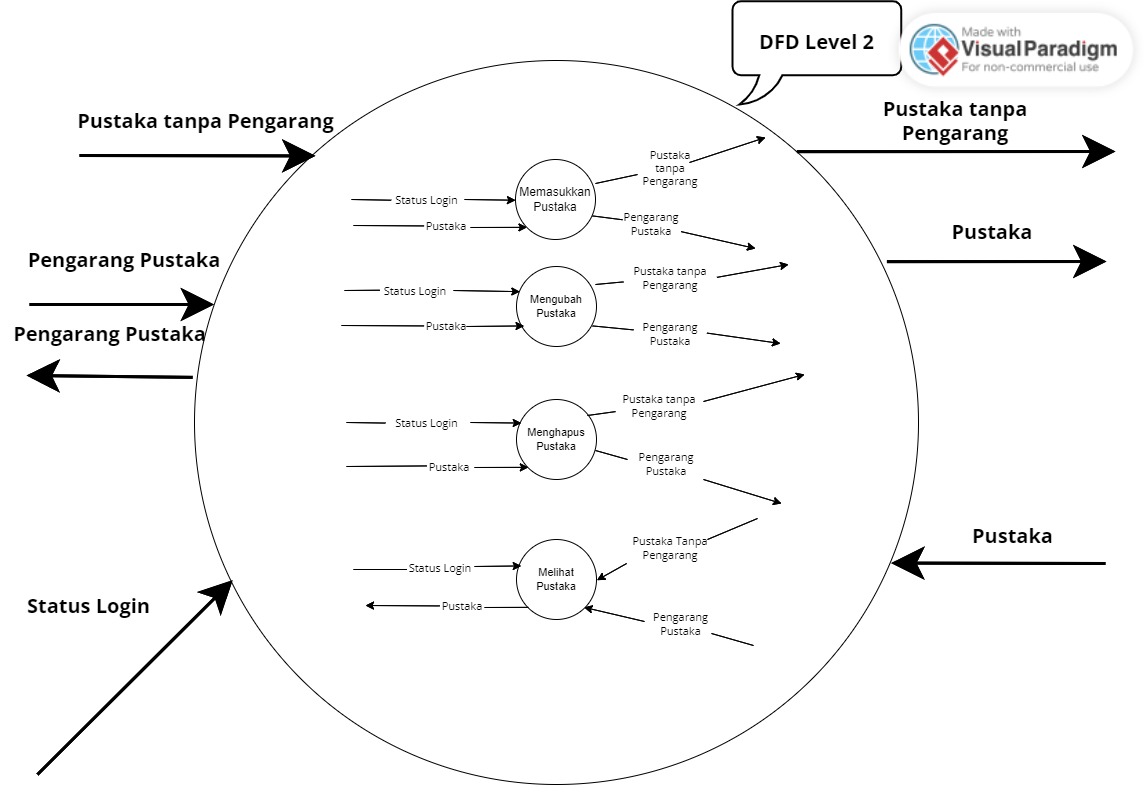 DFD Level 2
Made with
VisualParadigm
For non-commercial use
Pustaka tanpa Pengarang
Pustaka tanpa
Pengarang
Pengarang Pustaka
Pustaka
Pengarang Pustaka
Status Login
Pustaka
Status Login
Pustaka
Memasukkan
Pustaka
Pustaka
tanpa
Pengarang
Pengarang
Pustaka
Status Login
Pustaka
Mengubah
Pustaka
Pustaka tanpa
Pengarang
Pengarang
Pustaka
Status Login
Pustaka
Menghapus
Pustaka
Pustaka tanpa
Pengarang
Pengarang
Pustaka
Status Login
Pustaka
Melihat
Pustaka
Pustaka Tanpa
Pengarang
Pengarang
Pustaka